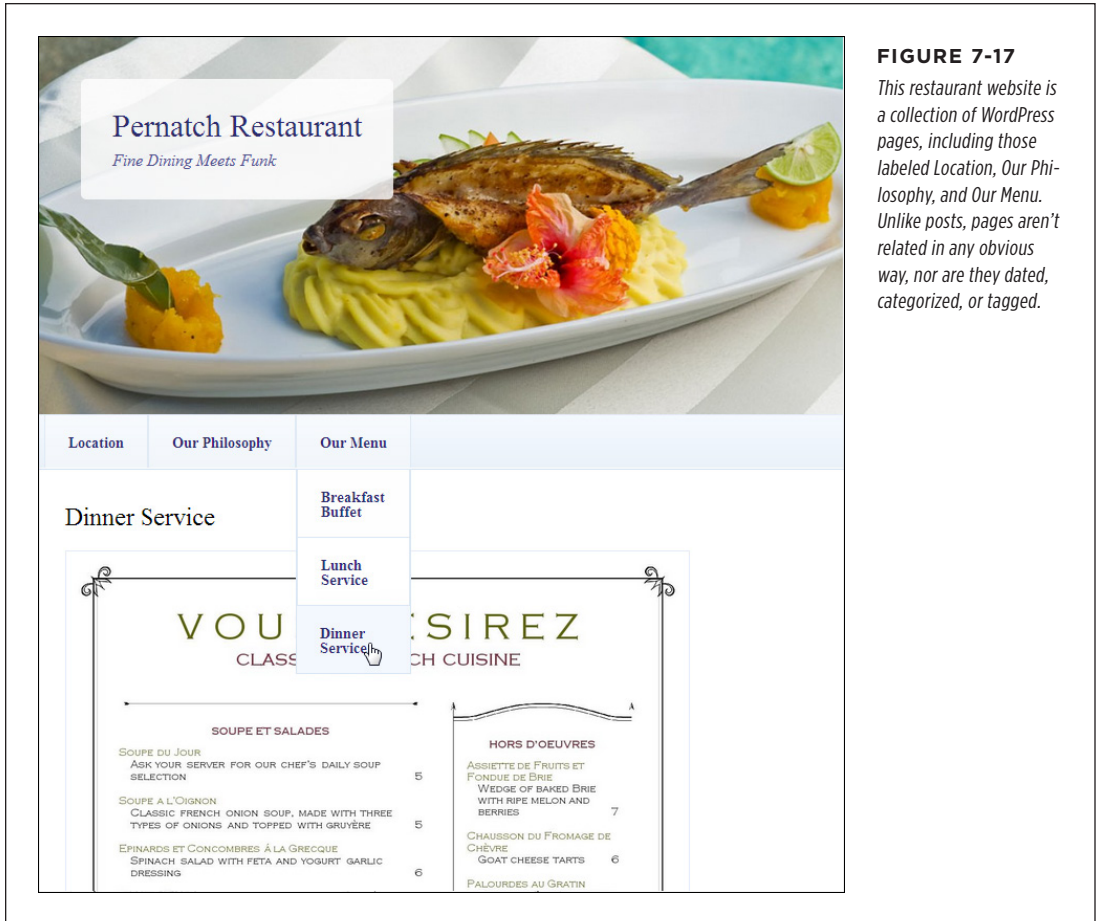 Pernatch Restaurant
Fine Dining Meets Funk
Location
Our Philosophy
Our Menu
Breakfast
Buffet
Lunch
Service
Dinner
Service
Dinner Service
VOU ESIREZ
CLASS CH CUISINE
SOUPE ET SALADES
SOUPE DU JOUR
ASK YOUR SERVER FOR OUR CHEF'S DAILY SOUP
SELECTION 5
SOUPE A L'OIGNON
CLASSIC FRENCH ONION SOUP, MADE WITH THREE
TYPES OF ONIONS AND TOPPED WITH GRUYÈRE 5
EPINARDS ET CONCOMBRES Á LA GRECQUE
SPINACH SALAD WITH FETA AND YOGURT GARLIC
DRESSING 6
HORS D'OEUVRES
ASSIETTE DE FRUITS ET
FONDUE DE BRIE
WEDGE OF BAKED BRIE
WITH RIPE MELON AND
BERRIES 7
CHAUSSON DU FROMAGE DE
CHÈVRE
GOAT CHEESE TARTS 6
PALOURDES AU GRATIN
FIGURE 7-17
This restaurant website is
a collection of WordPress
pages, including those
labeled Location, Our Phi-
losophy, and Our Menu.
Unlike posts, pages aren't
related in any obvious
way, nor are they dated,
categorized, or tagged.